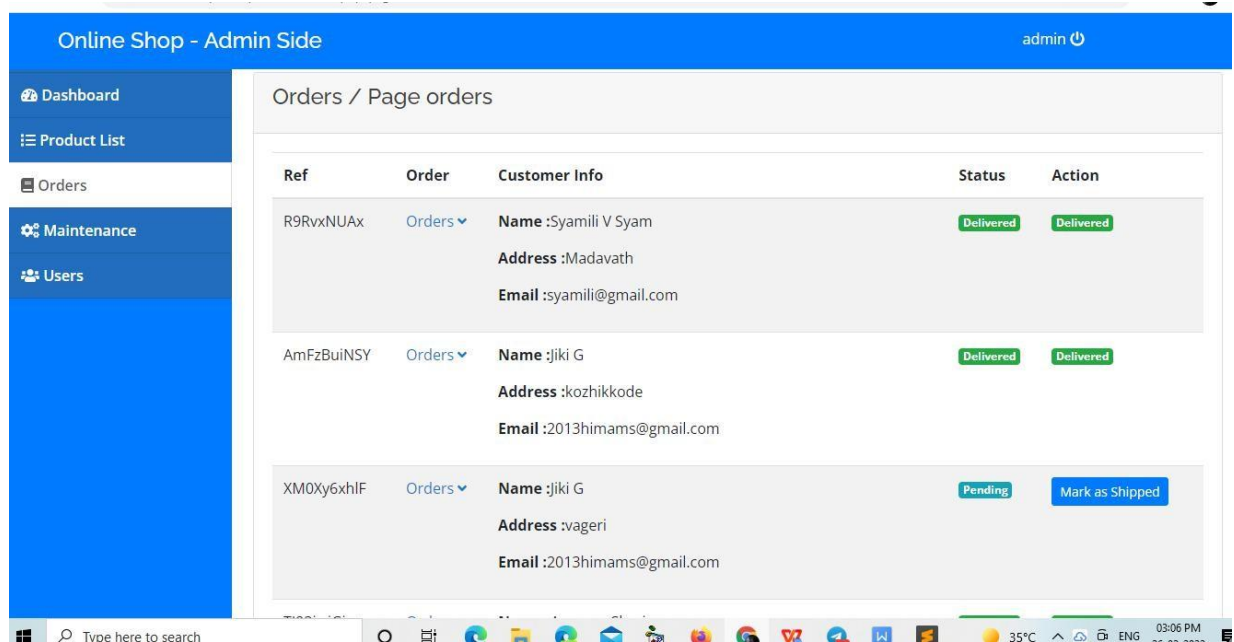 Online Shop - Admin Side admin
Dashboard
Product List
Orders
Maintenance
Users
Orders / Page orders
Ref Order Customer Info Status Action
R9RvxNUAx Orders Name :Syamili V Syam Delivered Delivered
Address :Madavath
Email :syamili@gmail.com
AmFzBuiNSY Orders Name :Jiki G Delivered Delivered
Address :kozhikkode
Email :2013himams@gmail.com
XM0Xy6xhlF Orders Name :Jiki G Pending Mark as Shipped
Address :vageri
Email :2013himams@gmail.com
Type here to search 35°C ENG 03:06 PM